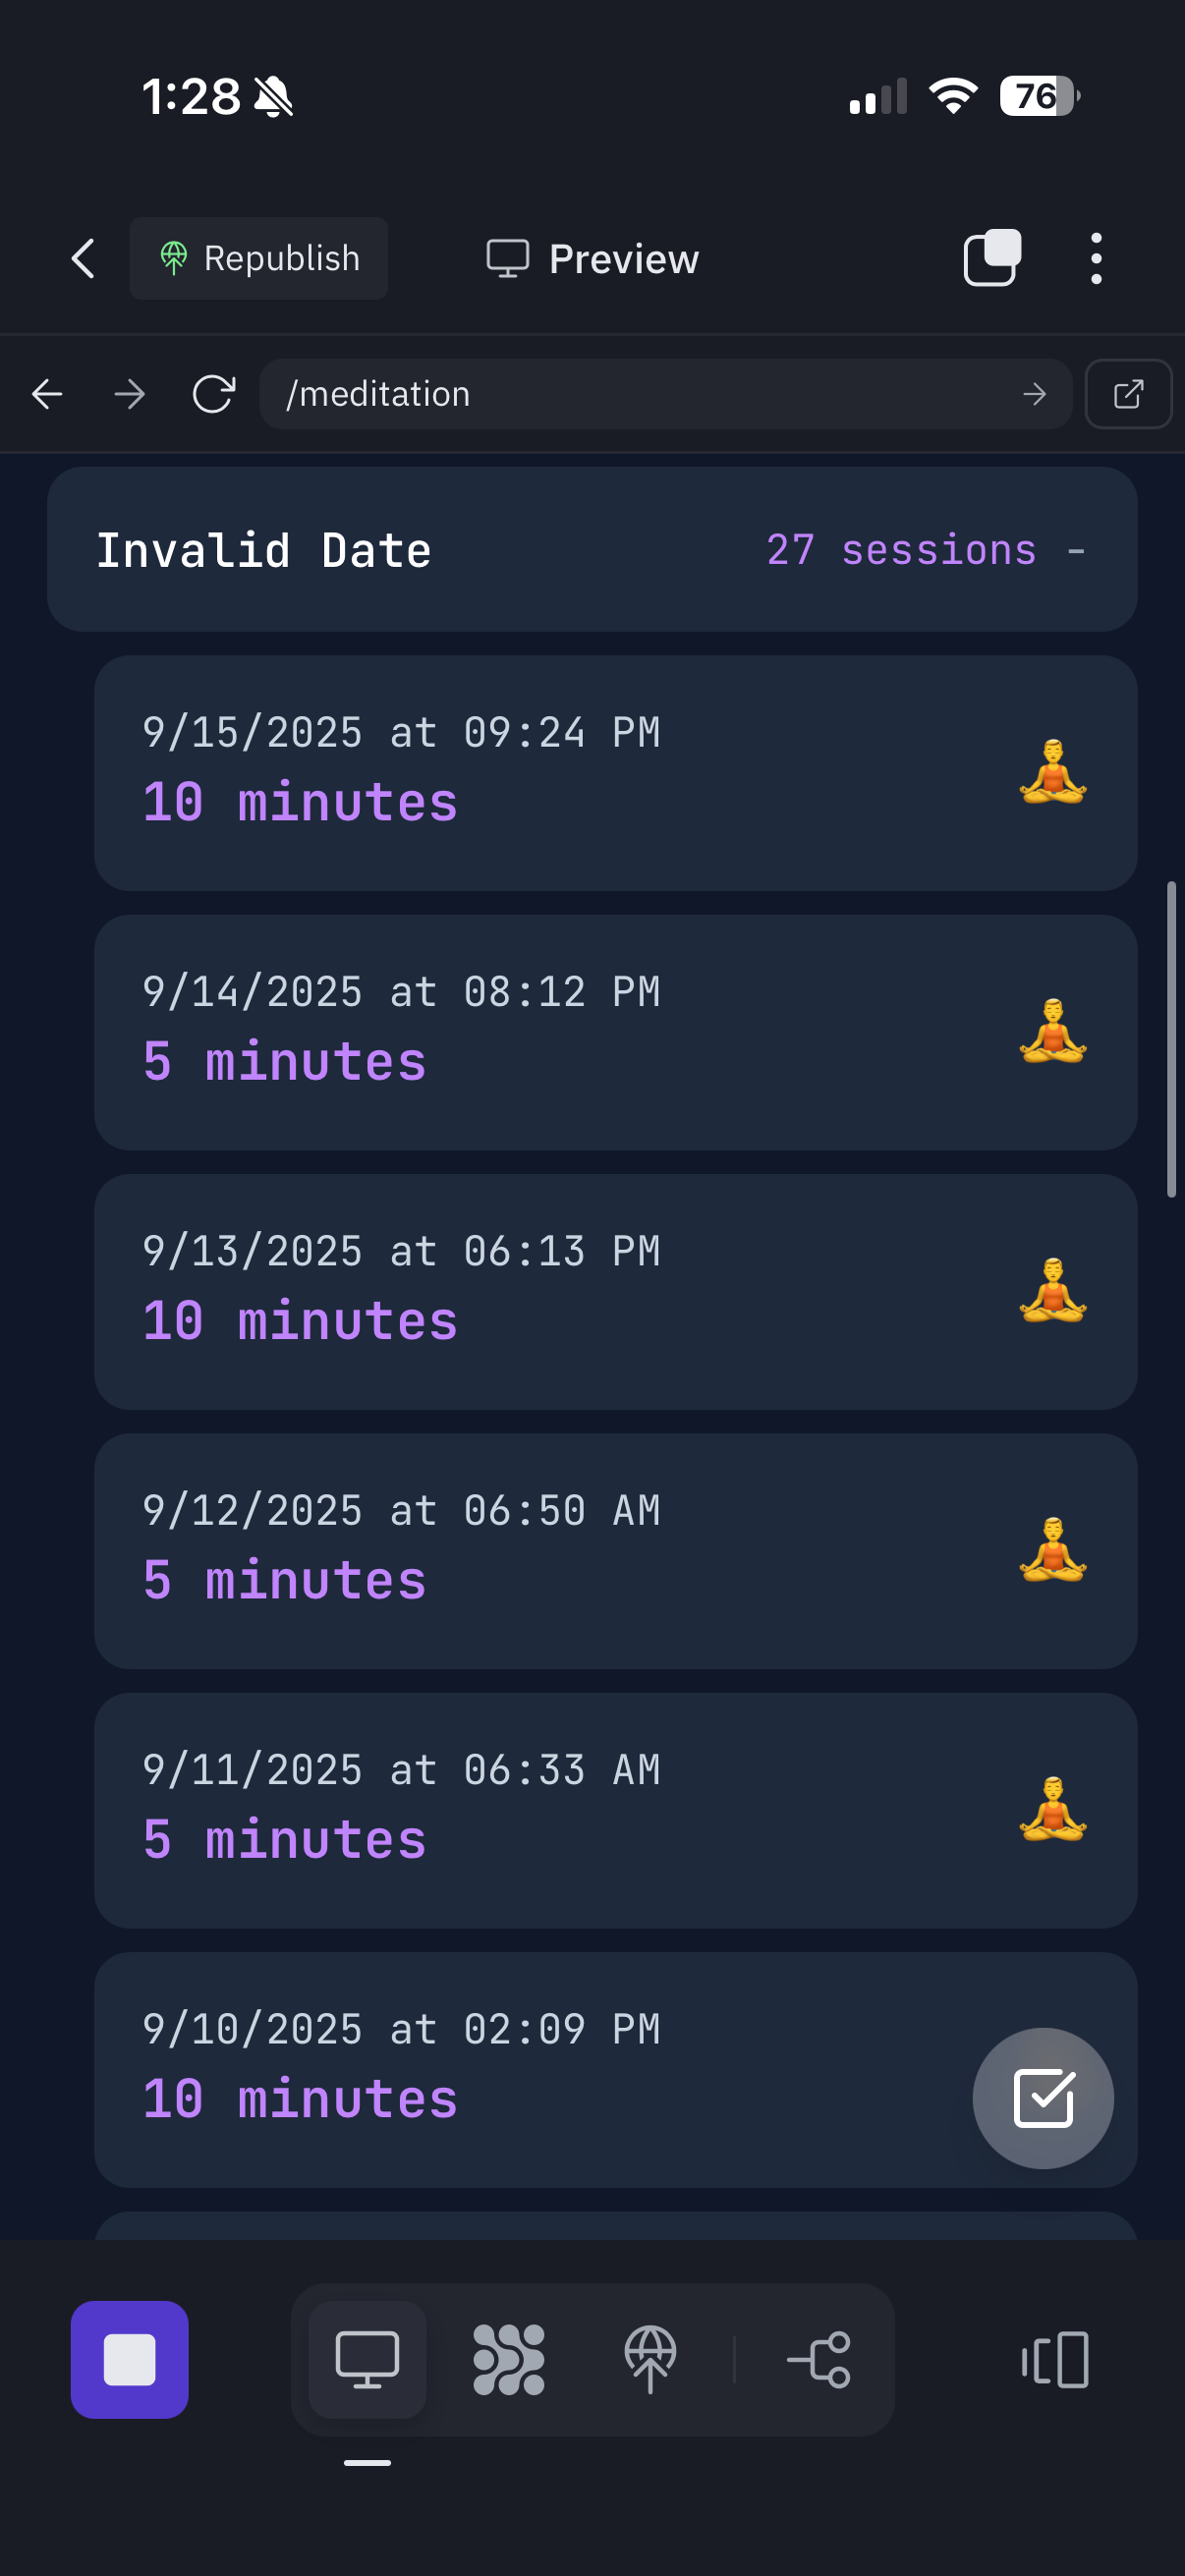 1:28
76
Republish
Preview
/meditation
Invalid Date
27 sessions -
9/15/2025 at 09:24 PM
10 minutes
9/14/2025 at 08:12 PM
5 minutes
9/13/2025 at 06:13 PM
10 minutes
9/12/2025 at 06:50 AM
5 minutes
9/11/2025 at 06:33 AM
5 minutes
9/10/2025 at 02:09 PM
10 minutes